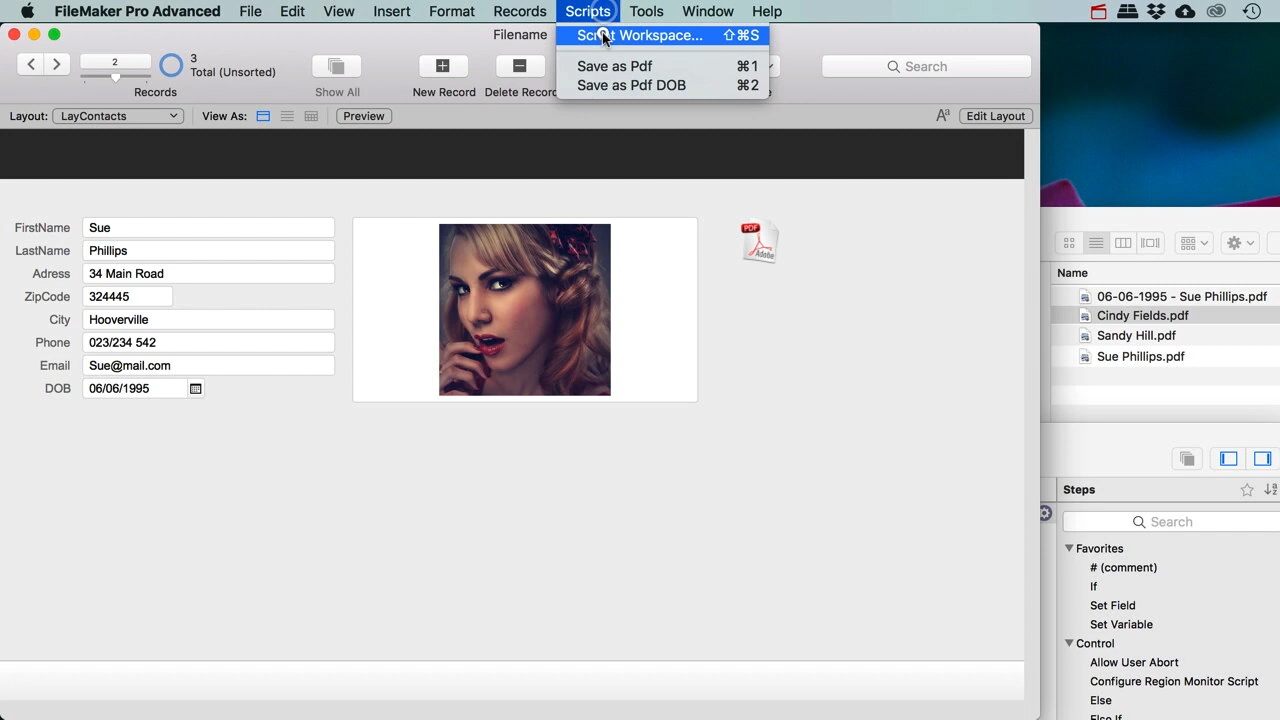 FileMaker Pro Advanced File Edit View Insert Format Records Scripts Tools Window Help
Filename
Script Workspace... ⇧⌘S
Save as Pdf ⌘1
Save as Pdf DOB ⌘2
2
3
Total (Unsorted)
Records
Show All
New Record
Delete Record
Search
Layout: LayContacts View As: Preview Aa Edit Layout
FirstName Sue
LastName Phillips
Adress 34 Main Road
ZipCode 324445
City Hooverville
Phone 023/234 542
Email Sue@mail.com
DOB 06/06/1995
PDF
Adobe
Name
06-06-1995 - Sue Phillips.pdf
Cindy Fields.pdf
Sandy Hill.pdf
Sue Phillips.pdf
Steps
Search
Favorites
# (comment)
If
Set Field
Set Variable
Control
Allow User Abort
Configure Region Monitor Script
Else
Else If